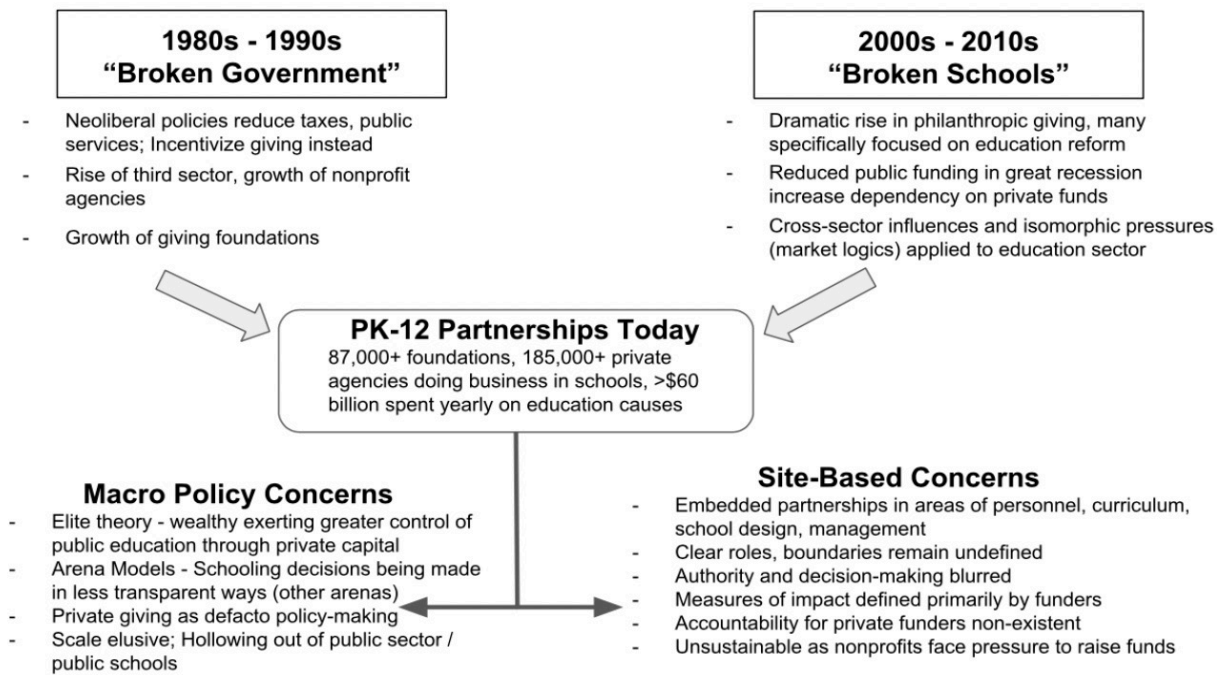 1980s - 1990s
“Broken Government”
- Neoliberal policies reduce taxes, public
services; Incentivize giving instead
- Rise of third sector, growth of nonprofit
agencies
- Growth of giving foundations
2000s - 2010s
“Broken Schools”
- Dramatic rise in philanthropic giving, many
specifically focused on education reform
- Reduced public funding in great recession
increase dependency on private funds
- Cross-sector influences and isomorphic pressures
(market logics) applied to education sector
PK-12 Partnerships Today
87,000+ foundations, 185,000+ private
agencies doing business in schools, >$60
billion spent yearly on education causes
Macro Policy Concerns
- Elite theory - wealthy exerting greater control of
public education through private capital
- Arena Models - Schooling decisions being made
in less transparent ways (other arenas)
- Private giving as defacto policy-making
- Scale elusive; Hollowing out of public sector /
public schools
Site-Based Concerns
- Embedded partnerships in areas of personnel, curriculum,
school design, management
- Clear roles, boundaries remain undefined
- Authority and decision-making blurred
- Measures of impact defined primarily by funders
- Accountability for private funders non-existent
- Unsustainable as nonprofits face pressure to raise funds